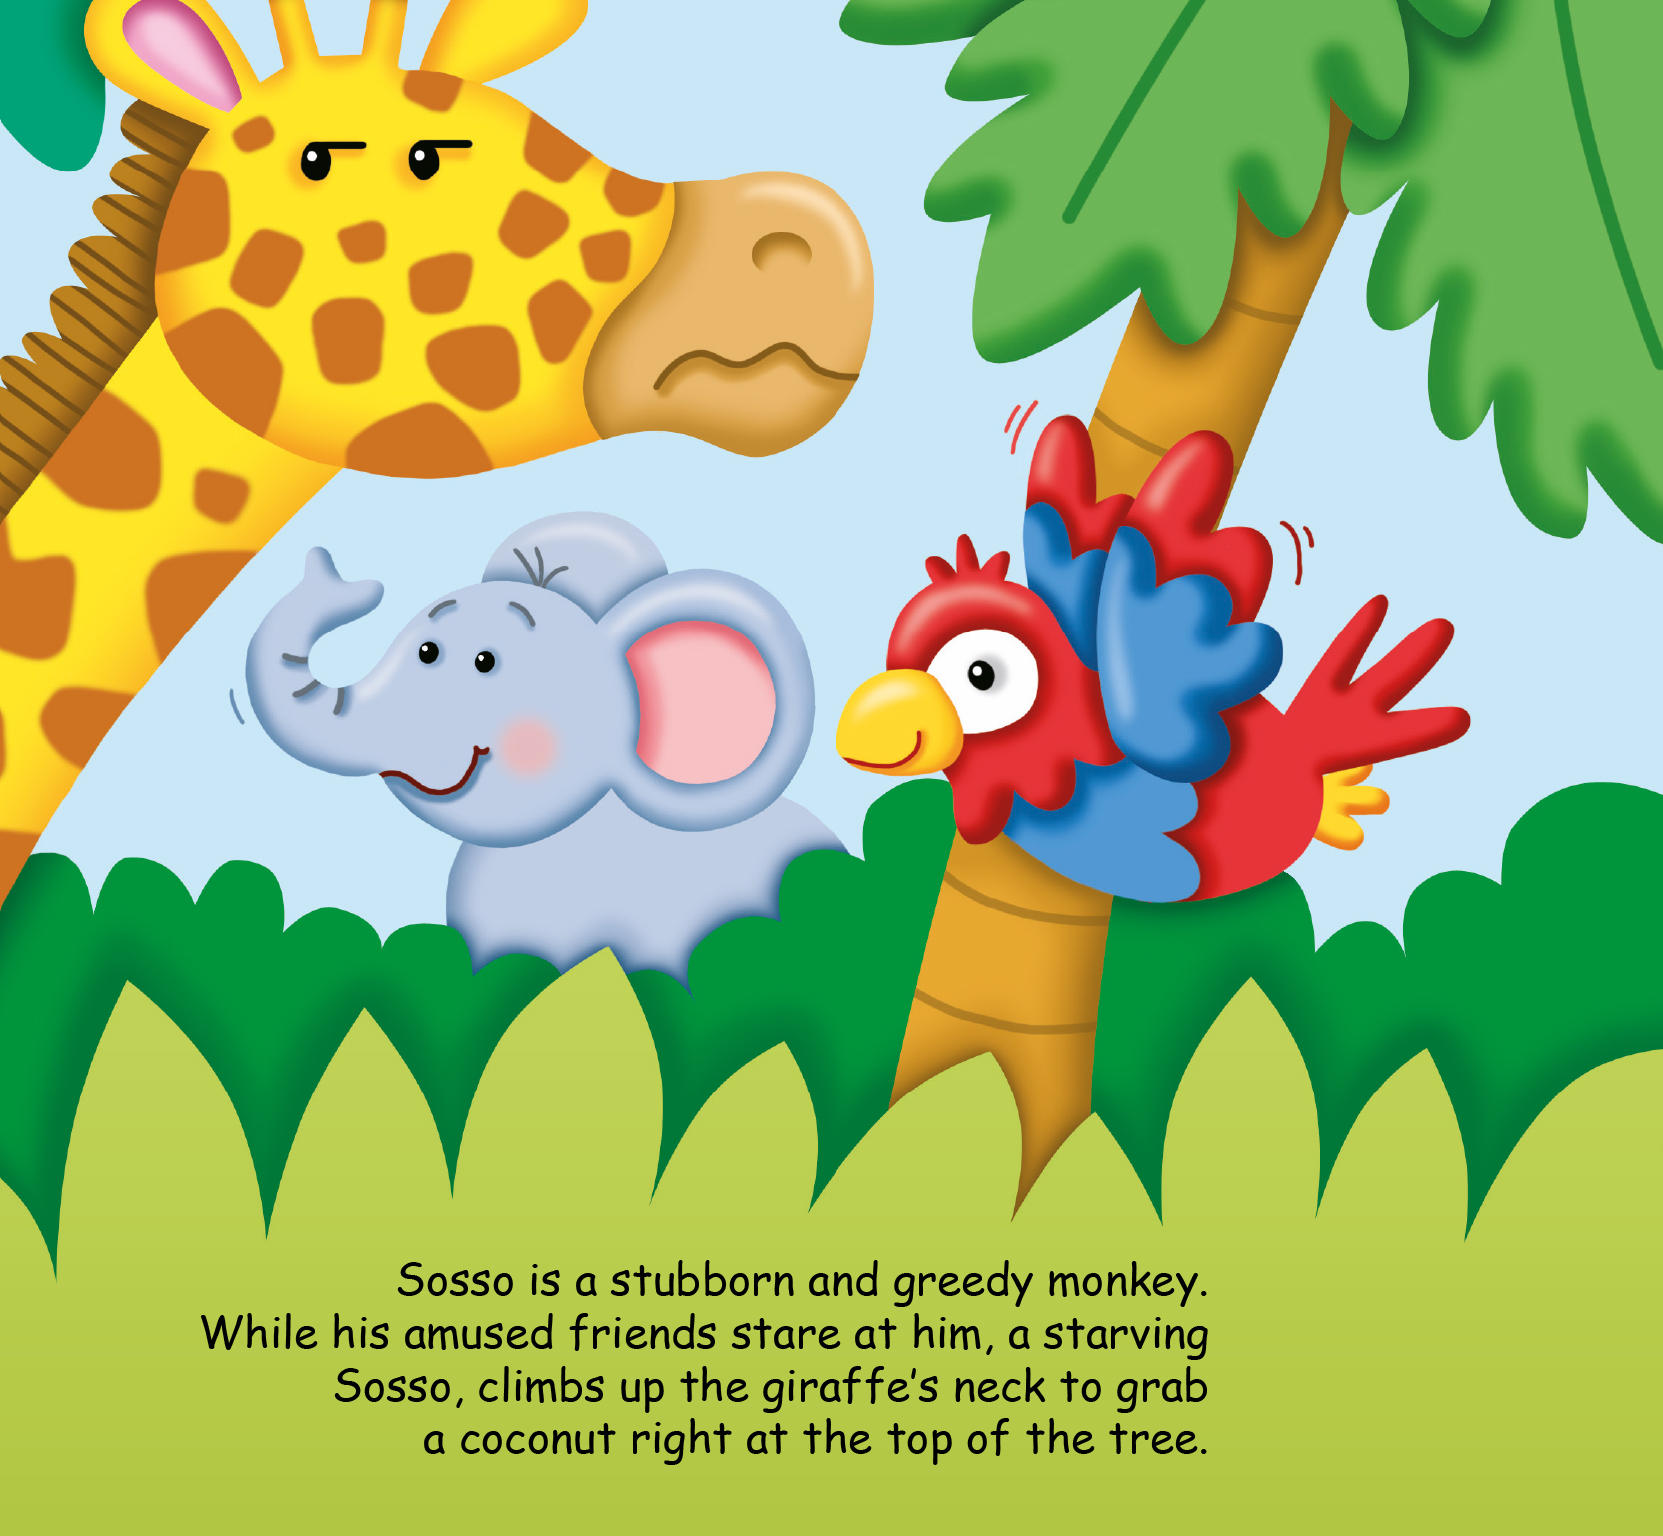 Sosso is a stubborn and greedy monkey.
While his amused friends stare at him, a starving
Sosso, climbs up the giraffe's neck to grab
a coconut right at the top of the tree.